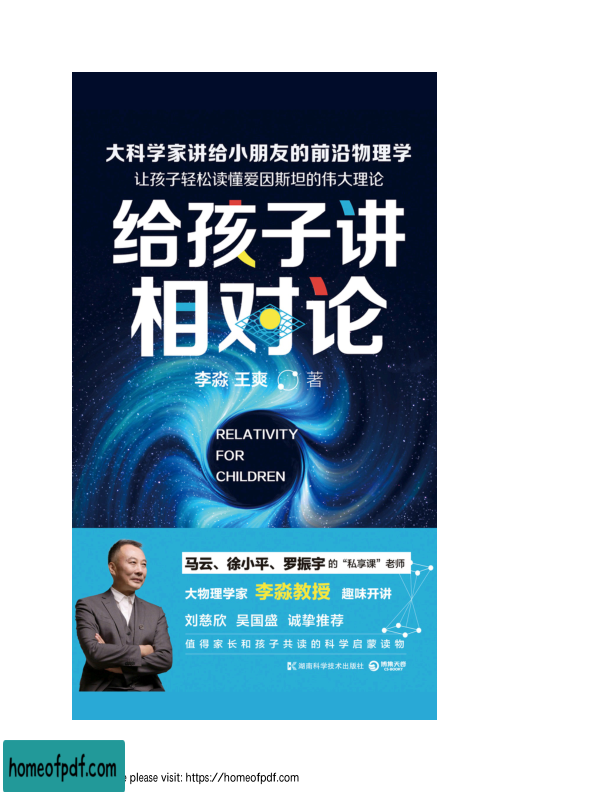 大科学家讲给小朋友的前沿物理学
让孩子轻松读懂爱因斯坦的伟大理论
给孩子讲
相对论
李淼 王爽 著
RELATIVITY
FOR
CHILDREN
马云、徐小平、罗振宇的“私享课”老师
大物理学家 李淼教授 趣味开讲
刘慈欣 吴国盛 诚挚推荐
值得家长和孩子共读的科学启蒙读物
湖南科学技术出版社 博集天卷
CS-BOOKY
homeofpdf.com
please visit: https://homeofpdf.com